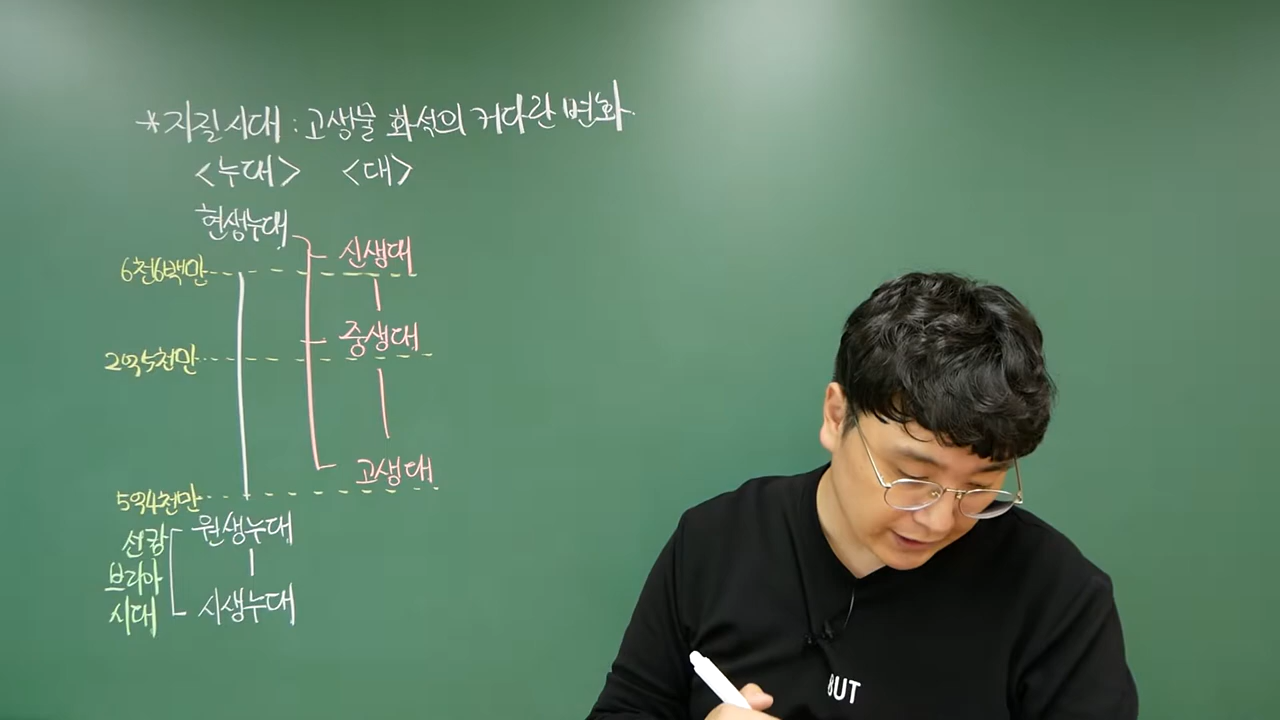 *지질시대 : 고생물 화석의 커다란 변화.
<누대> <대>
현생누대
신생대
6천6백만
중생대
2억5천만
고생대
5억4천만
선캄
브리아
시대
원생누대
시생누대
BUT